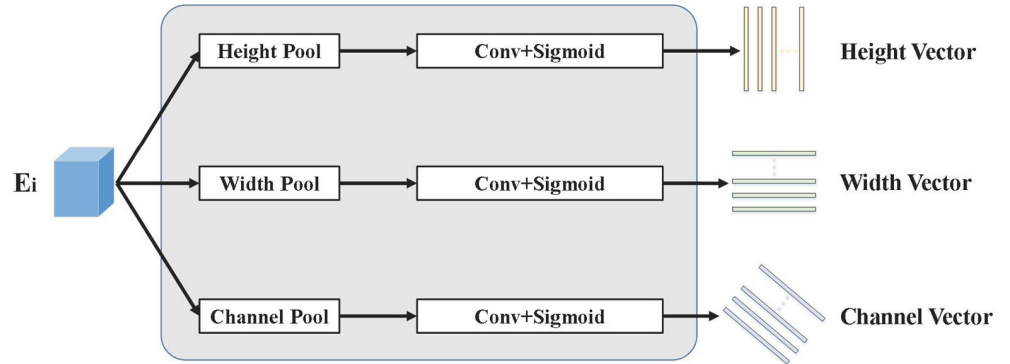 Height Pool
Conv+Sigmoid
Height Vector
Ei
Width Pool
Conv+Sigmoid
Width Vector
Channel Pool
Conv+Sigmoid
Channel Vector